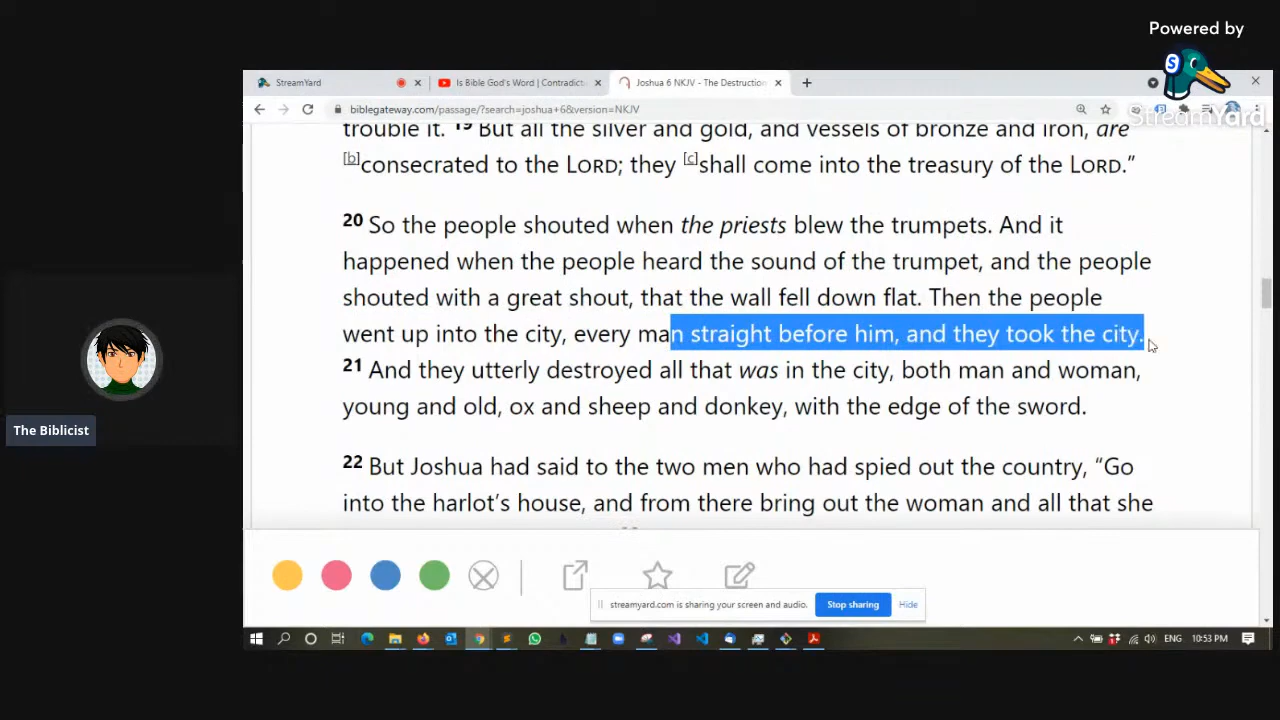 Powered by
StreamYard
StreamYard
Is Bible God's Word | Contradict
Joshua 6 NKJV - The Destruction
biblegateway.com/passage/?search=joshua+6&version=NKJV
trouble it. 19 But all the silver and gold, and vessels of bronze and iron, are
[b]consecrated to the LORD; they [c]shall come into the treasury of the LORD.”
20 So the people shouted when the priests blew the trumpets. And it
happened when the people heard the sound of the trumpet, and the people
shouted with a great shout, that the wall fell down flat. Then the people
went up into the city, every man straight before him, and they took the city.
21 And they utterly destroyed all that was in the city, both man and woman,
young and old, ox and sheep and donkey, with the edge of the sword.
The Biblicist
22 But Joshua had said to the two men who had spied out the country, “Go
into the harlot’s house, and from there bring out the woman and all that she
streamyard.com is sharing your screen and audio.
Stop sharing
Hide
ENG
10:53 PM